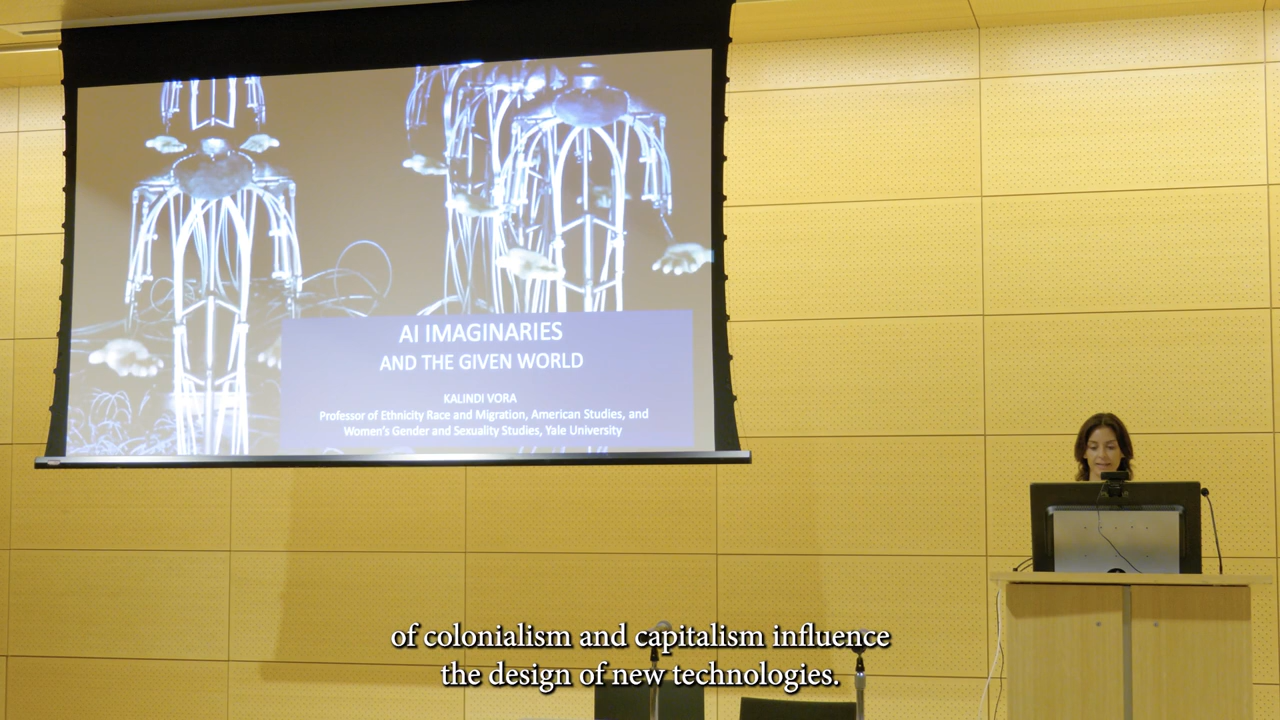 AI IMAGINARIES
AND THE GIVEN WORLD
KALINDI VORA
Professor of Ethnicity Race and Migration, American Studies, and
Women's Gender and Sexuality Studies, Yale University
of colonialism and capitalism influence
the design of new technologies.